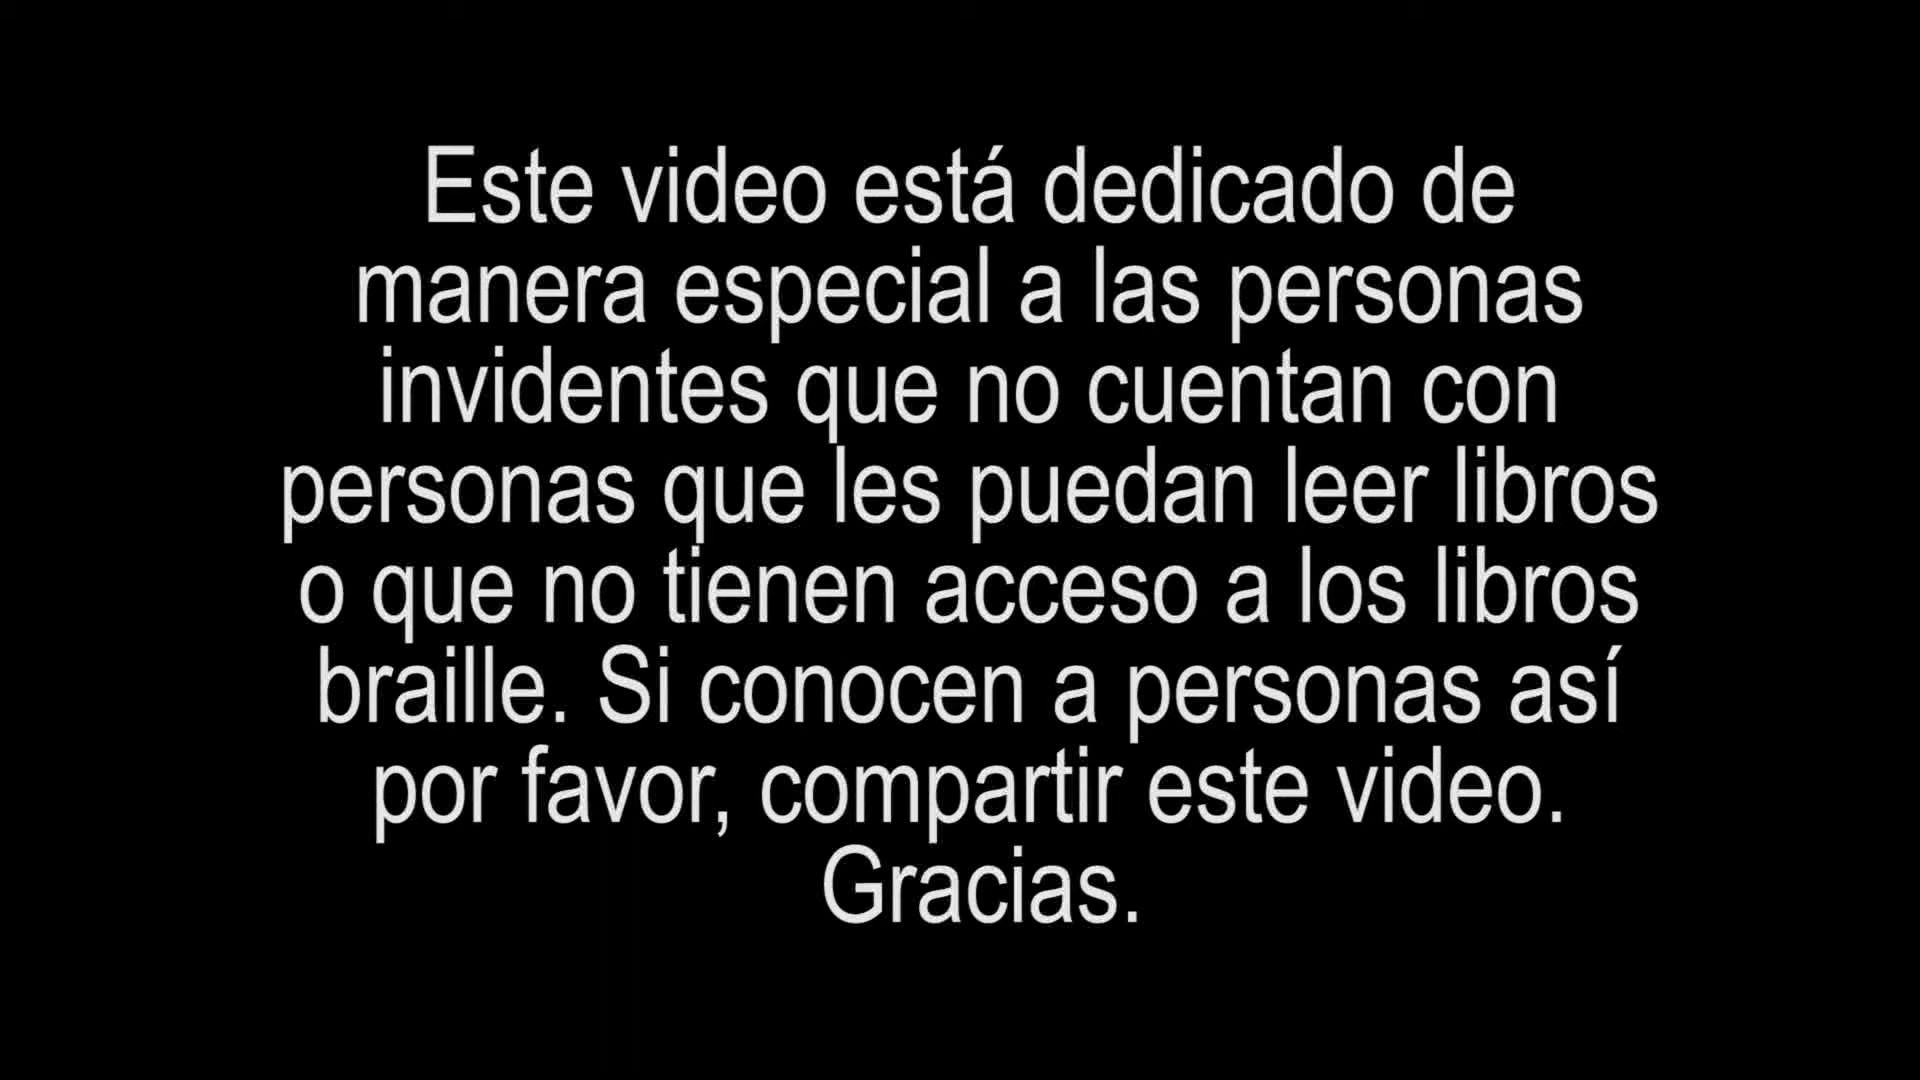 Este video está dedicado de
manera especial a las personas
invidentes que no cuentan con
personas que les puedan leer libros
o que no tienen acceso a los libros
braille. Si conocen a personas así
por favor, compartir este video.
Gracias.